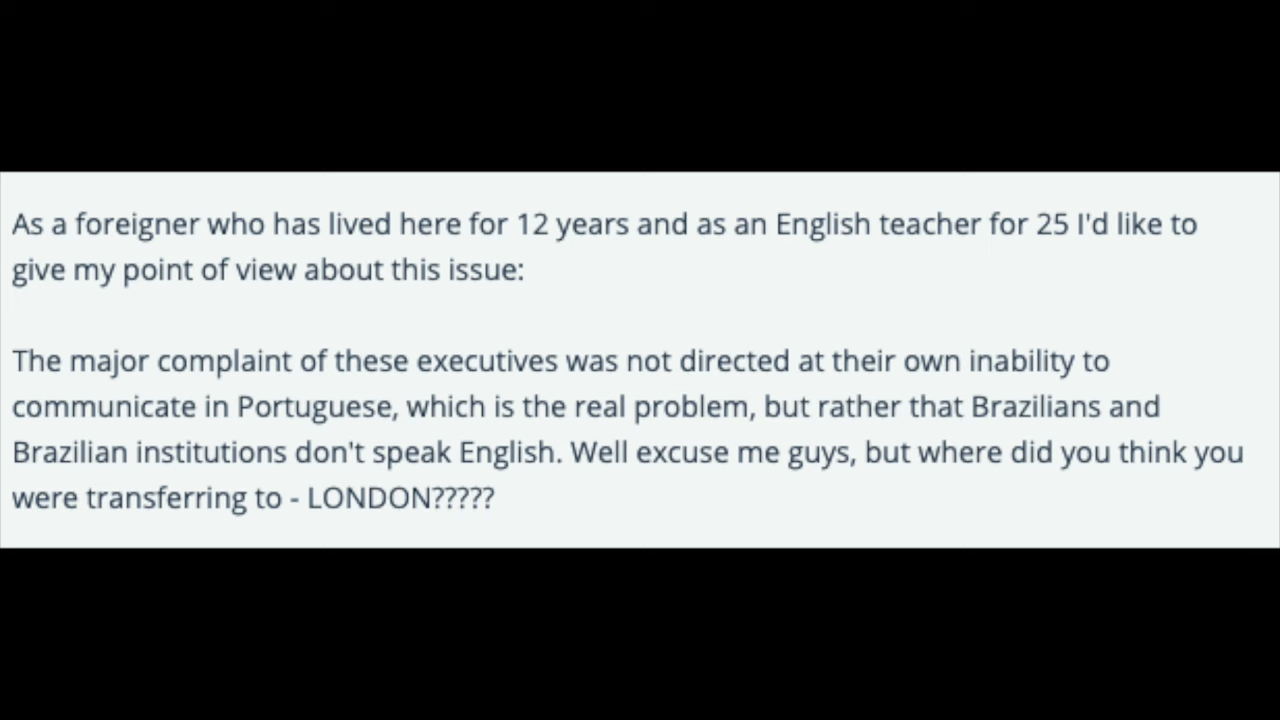 As a foreigner who has lived here for 12 years and as an English teacher for 25 I'd like to
give my point of view about this issue:
The major complaint of these executives was not directed at their own inability to
communicate in Portuguese, which is the real problem, but rather that Brazilians and
Brazilian institutions don't speak English. Well excuse me guys, but where did you think you
were transferring to - LONDON?????